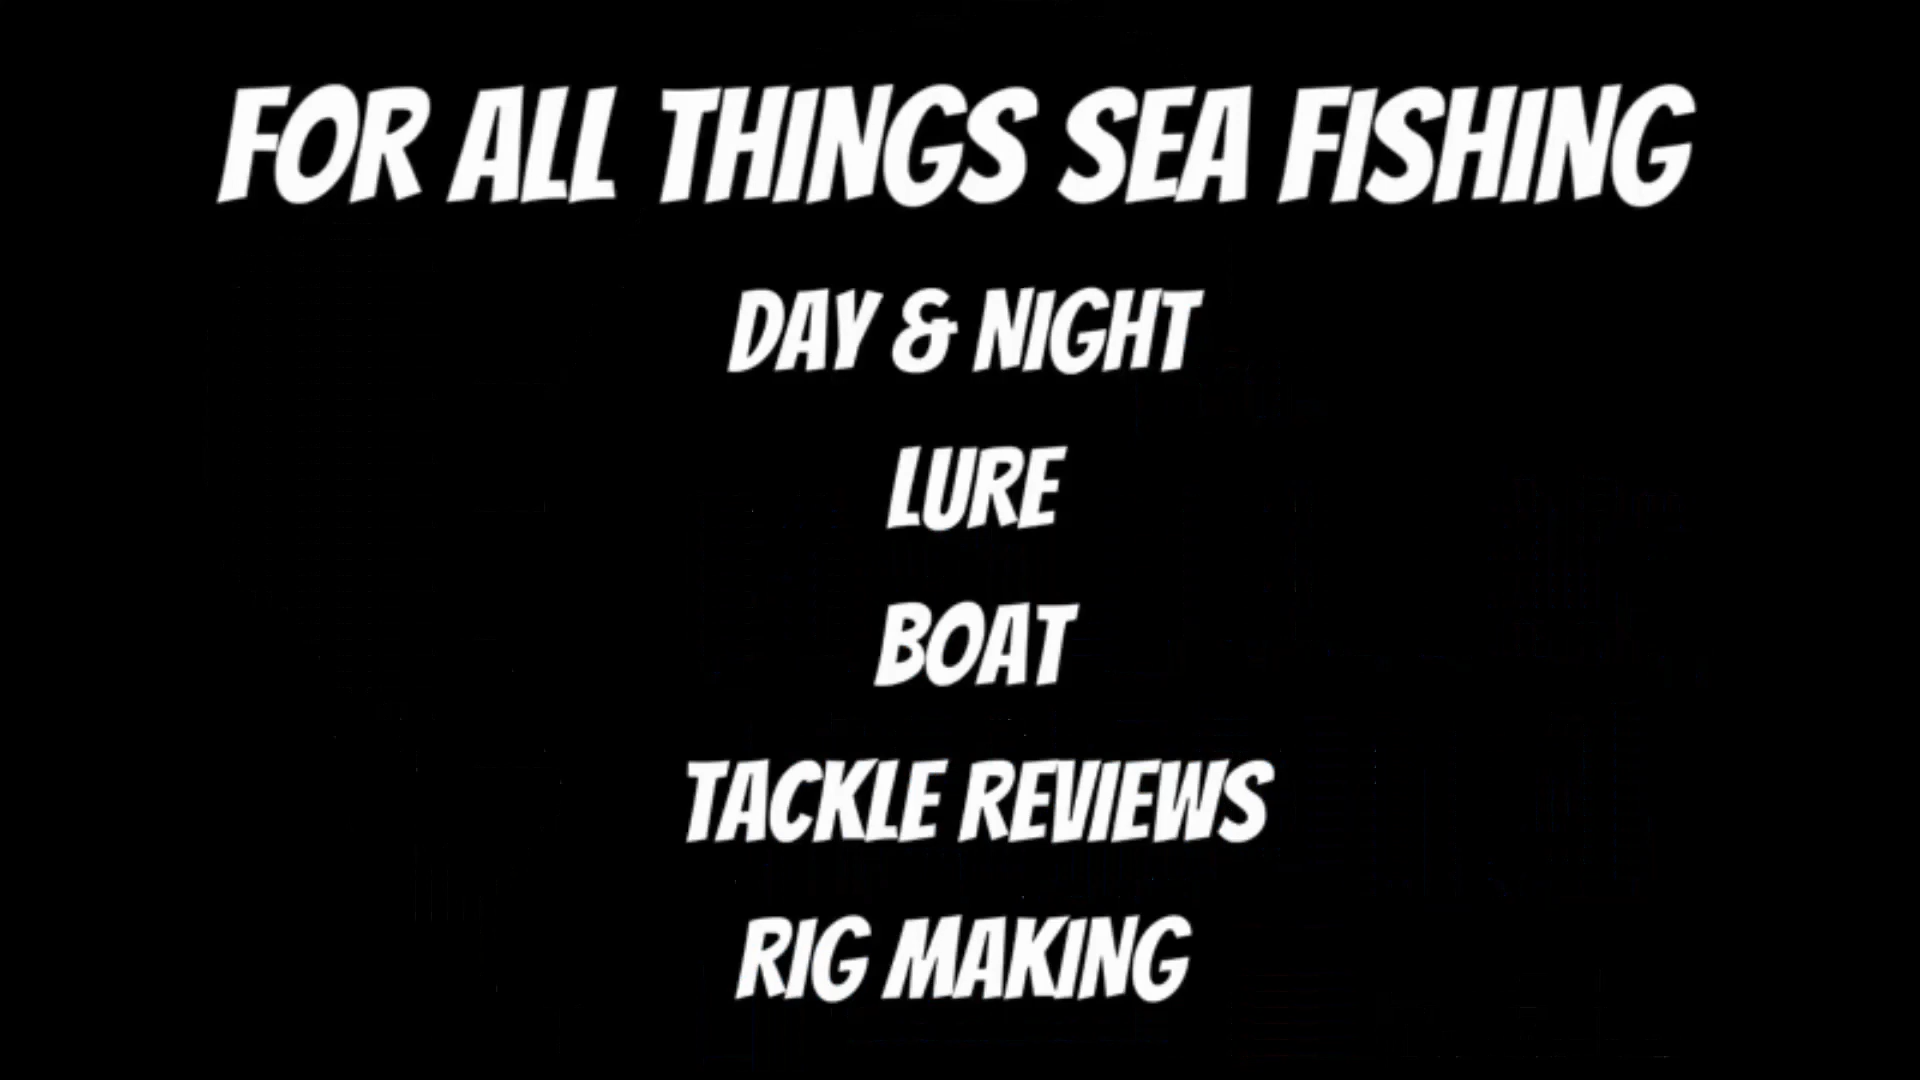 FOR ALL THINGS SEA FISHING
DAY & NIGHT
LURE
BOAT
TACKLE REVIEWS
RIG MAKING